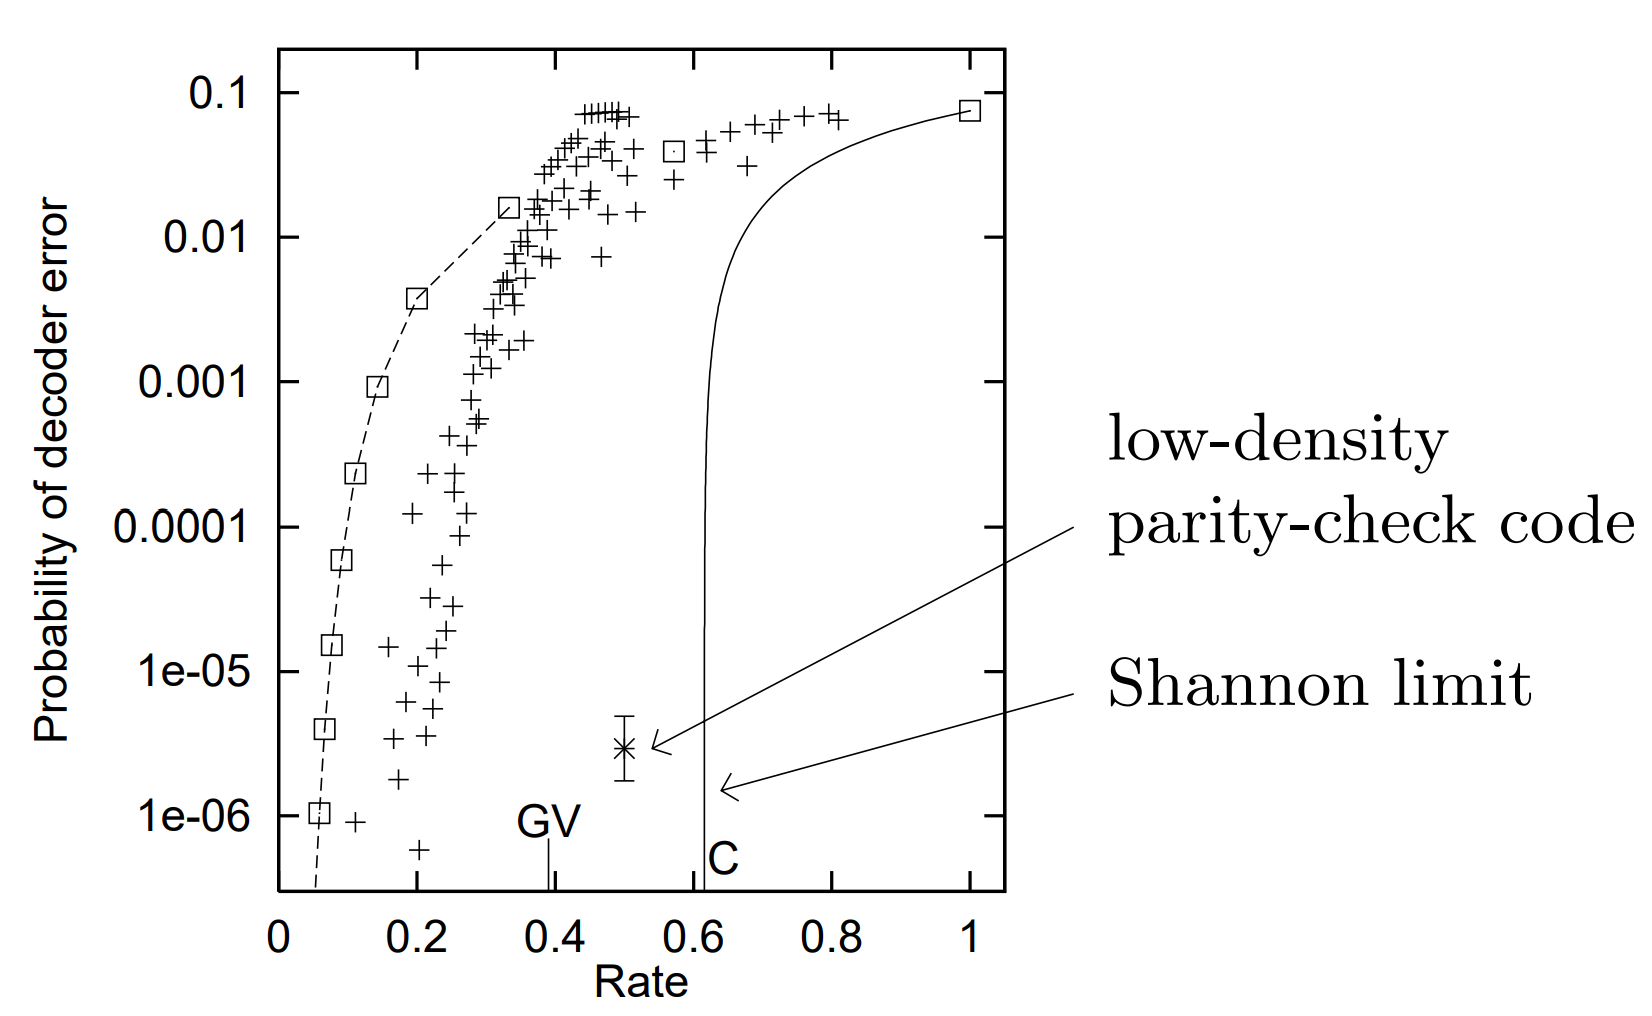 0.1
0.01
0.001
0.0001
1e-05
1e-06
Probability of decoder error
low-density
parity-check code
Shannon limit
GV
C
0 0.2 0.4 0.6 0.8 1
Rate